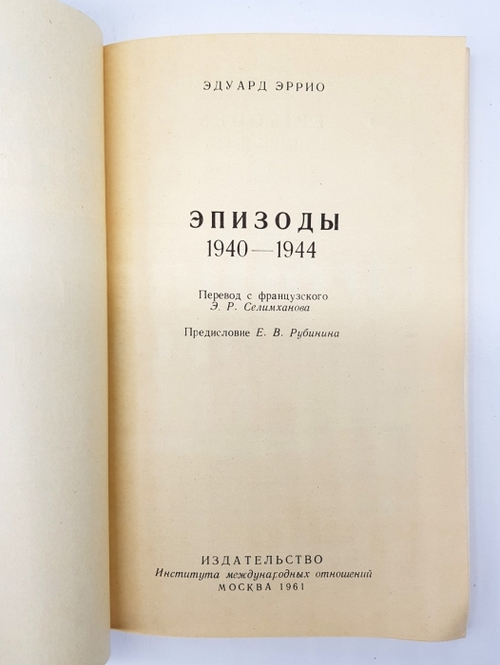 ЭДУАРД ЭРРИО
ЭПИЗОДЫ
1940—1944
Перевод с французского
Э. Р. Селимханова
Предисловие Е. В. Рубинина
ИЗДАТЕЛЬСТВО
Института международных отношений
МОСКВА 1961